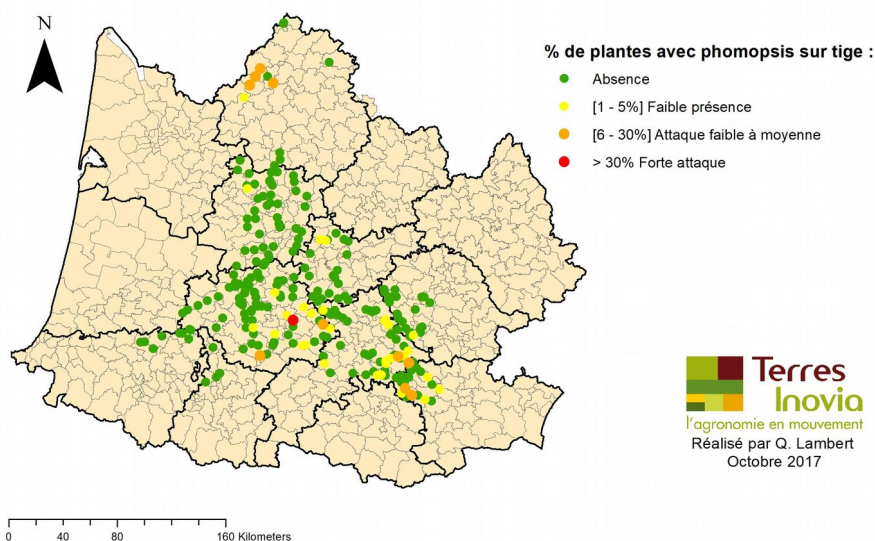 N
% de plantes avec phomopsis sur tige :
Absence
[1 - 5%] Faible présence
[6 - 30%] Attaque faible à moyenne
> 30% Forte attaque
Terres
Inovia
l'agronomie en mouvement
Réalisé par Q. Lambert
Octobre 2017
0 40 80 160 Kilometers